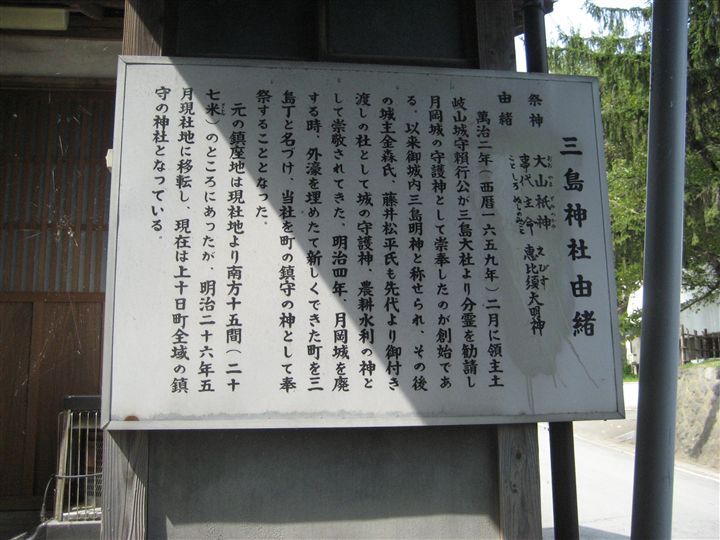 三島神社由緒
祭神 大山祇神 恵比須大明神
事代主命
由緒
萬治二年(西暦一六五九年)二月に領主土
岐山城守頼行公が三島大社より分霊を勧請し
月岡城の守護神として崇奉したのが創始であ
る。以来御城内三島明神と称せられ、その後
の城主金森氏、藤井松平氏も先代より御付き
渡しの社として城の守護神、農耕水利の神と
して崇敬されてきた。明治四年、月岡城を廃
する時、外濠を埋めたて新しくできた町を三
島丁と名づけ、当社を町の鎮守の神として奉
祭することとなった。
元の鎮座地は現社地より南方十五間(二十
七米)のところにあったが、明治二十六年五
月現社地に移転し、現在は上十日町全域の鎮
守の神社となっている。